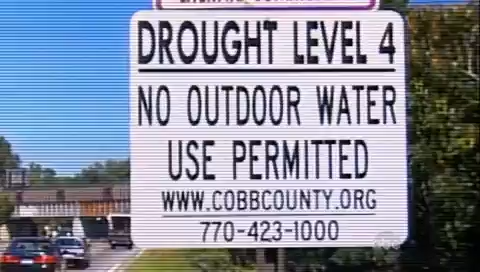 DROUGHT LEVEL 4
NO OUTDOOR WATER
USE PERMITTED
WWW.COBBCOUNTY.ORG
770-423-1000